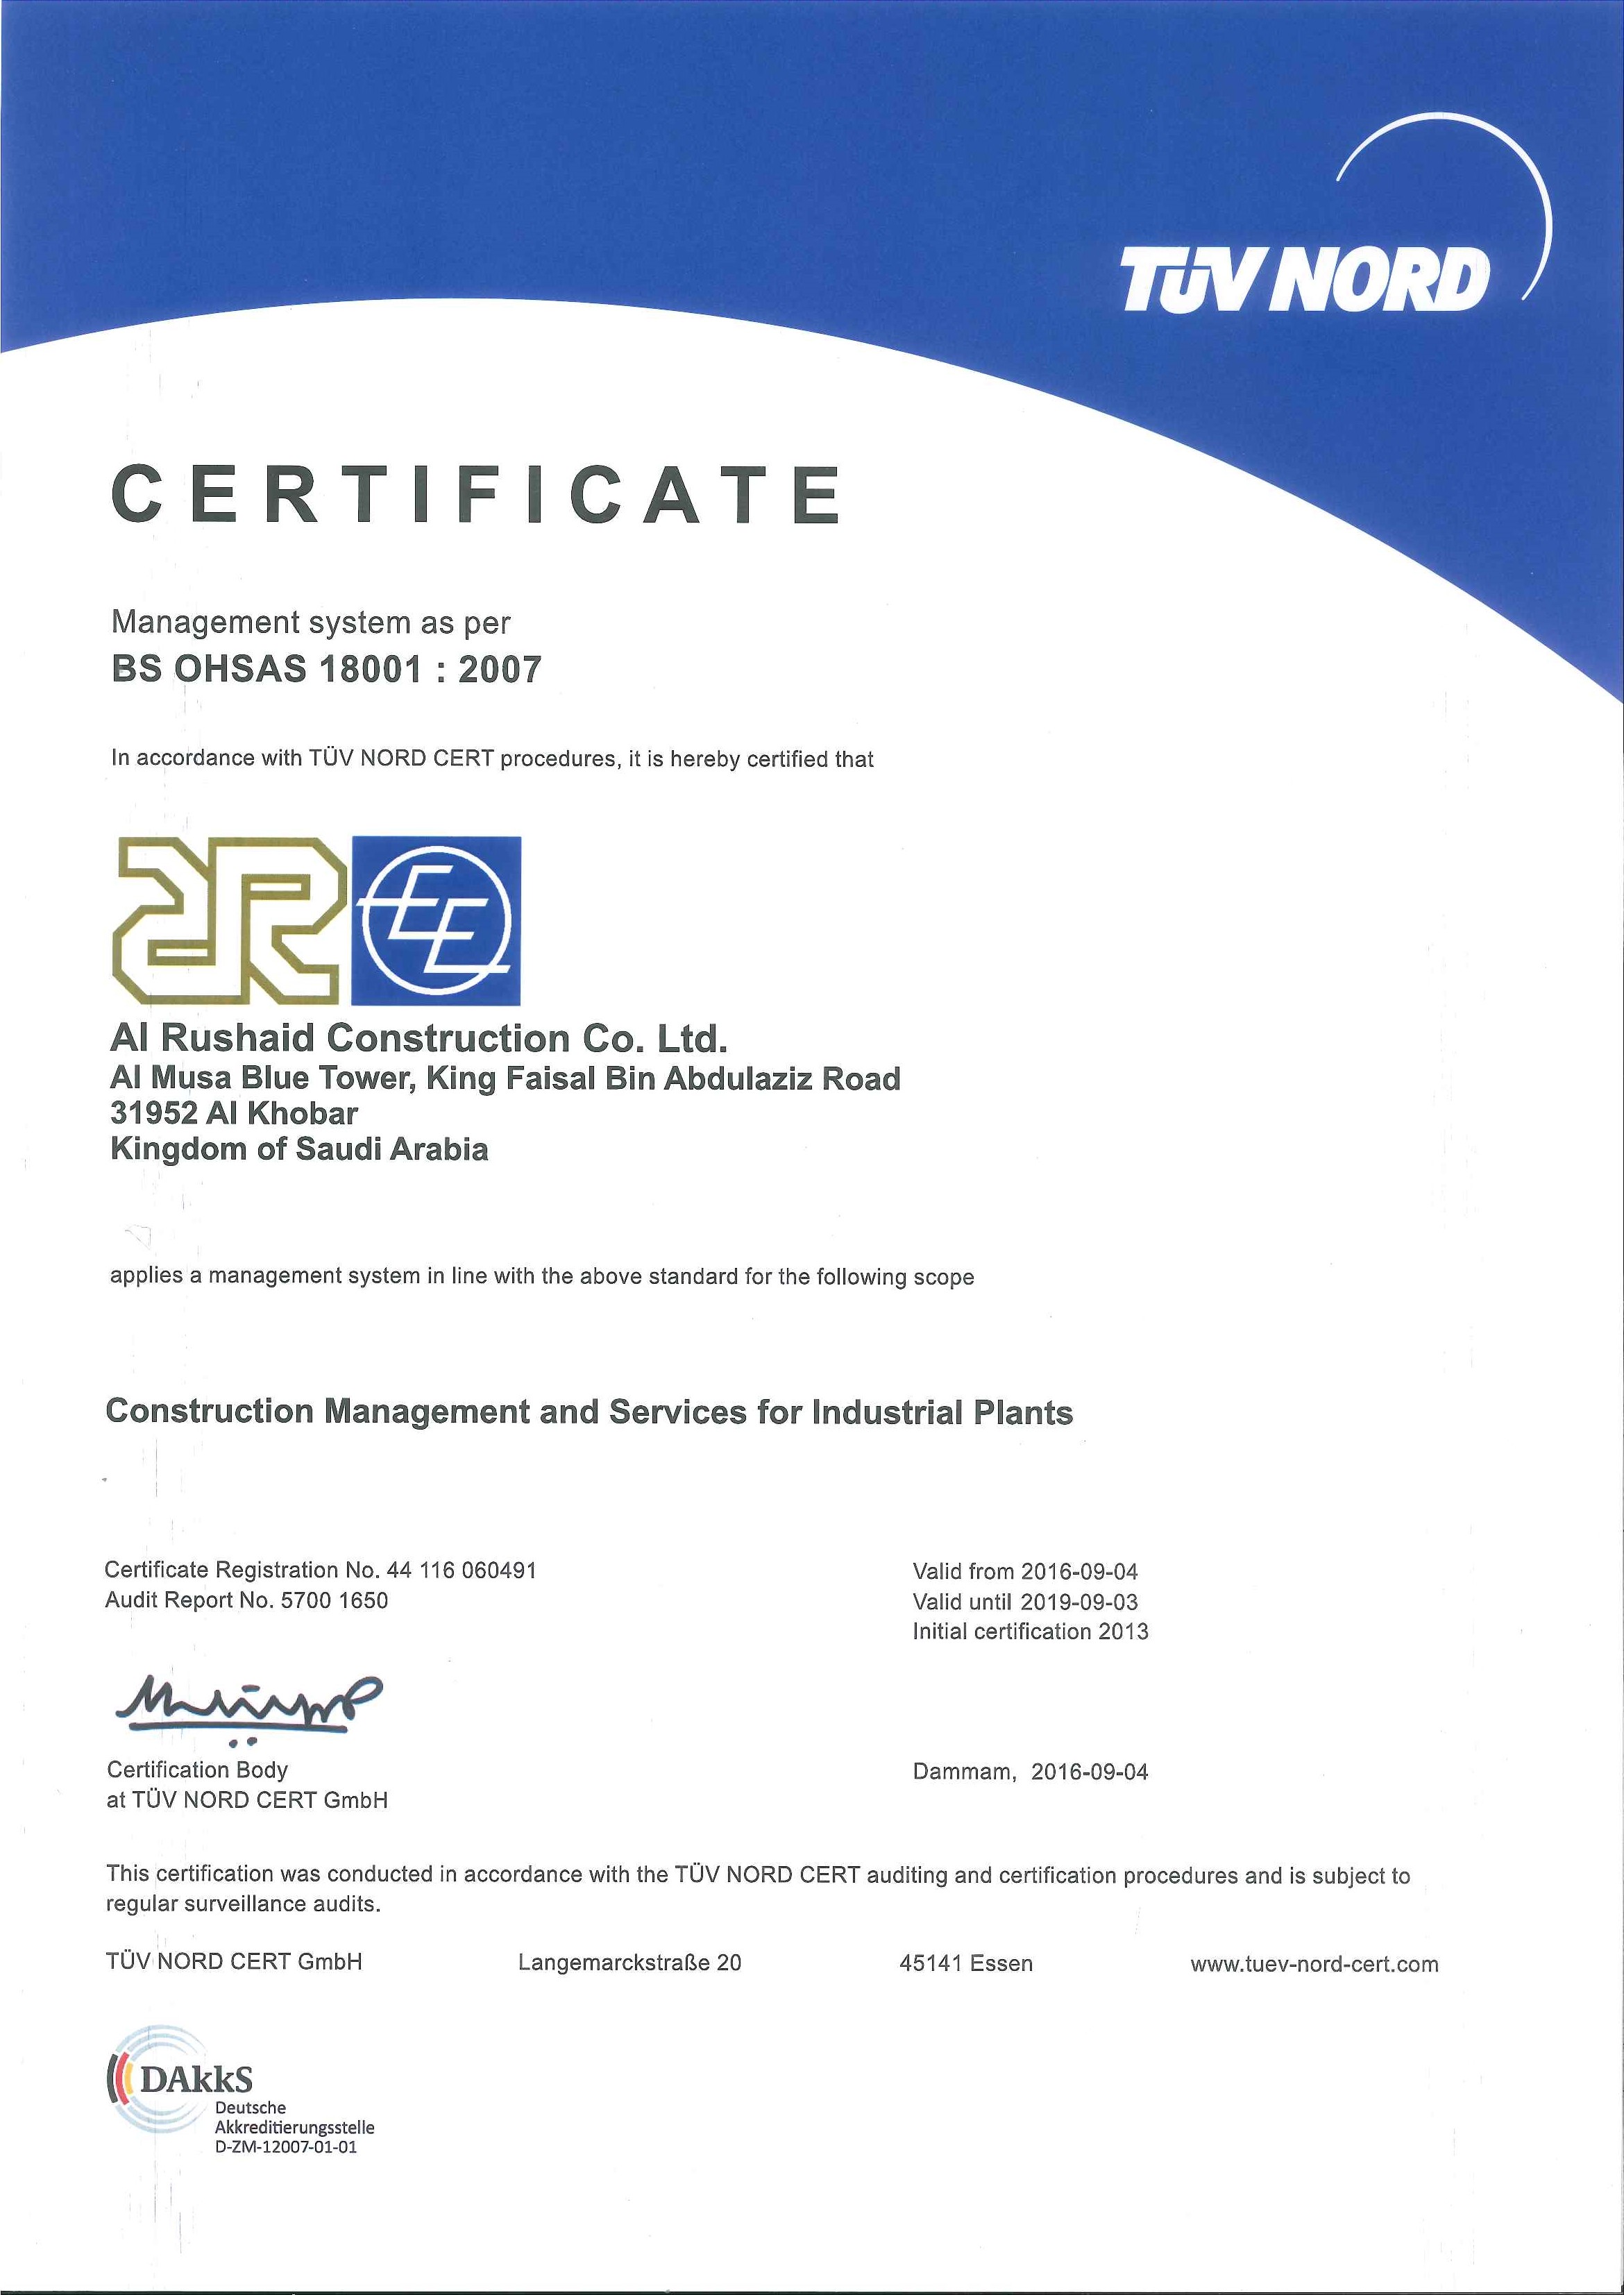 TÜV NORD
CERTIFICATE
Management system as per
BS OHSAS 18001 : 2007
In accordance with TÜV NORD CERT procedures, it is hereby certified that
Al Rushaid Construction Co. Ltd.
Al Musa Blue Tower, King Faisal Bin Abdulaziz Road
31952 Al Khobar
Kingdom of Saudi Arabia
applies a management system in line with the above standard for the following scope
Construction Management and Services for Industrial Plants
Certificate Registration No. 44 116 060491
Audit Report No. 5700 1650
Valid from 2016-09-04
Valid until 2019-09-03
Initial certification 2013
Certification Body
at TÜV NORD CERT GmbH
Dammam, 2016-09-04
This certification was conducted in accordance with the TÜV NORD CERT auditing and certification procedures and is subject to
regular surveillance audits.
TÜV NORD CERT GmbH Langemarckstraße 20 45141 Essen www.tuev-nord-cert.com
DAkkS
Deutsche
Akkreditierungsstelle
D-ZM-12007-01-01